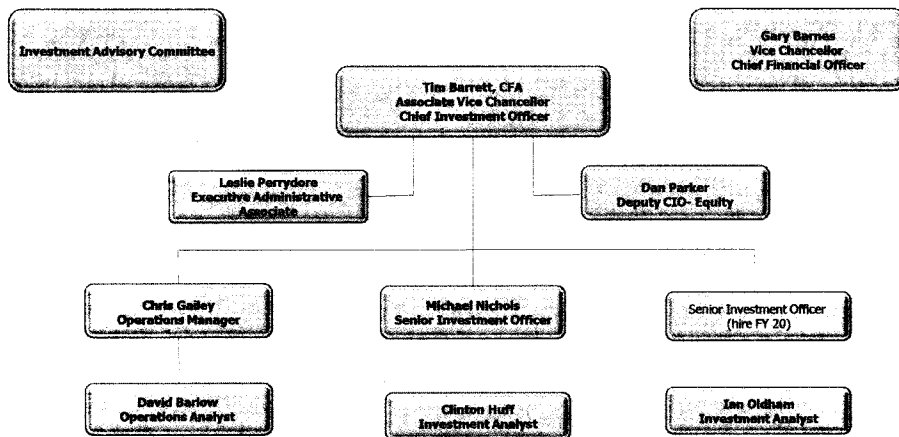 Investment Advisory Committee
Gary Barnes
Vice Chancellor
Chief Financial Officer
Tim Barrett, CFA
Associate Vice Chancellor
Chief Investment Officer
Leslie Perrydore
Executive Administrative
Associate
Dan Parker
Deputy CIO- Equity
Chris Gailey
Operations Manager
Michael Nichols
Senior Investment Officer
Senior Investment Officer
(hire FY 20)
David Barlow
Operations Analyst
Clinton Huff
Investment Analyst
Ian Oldham
Investment Analyst